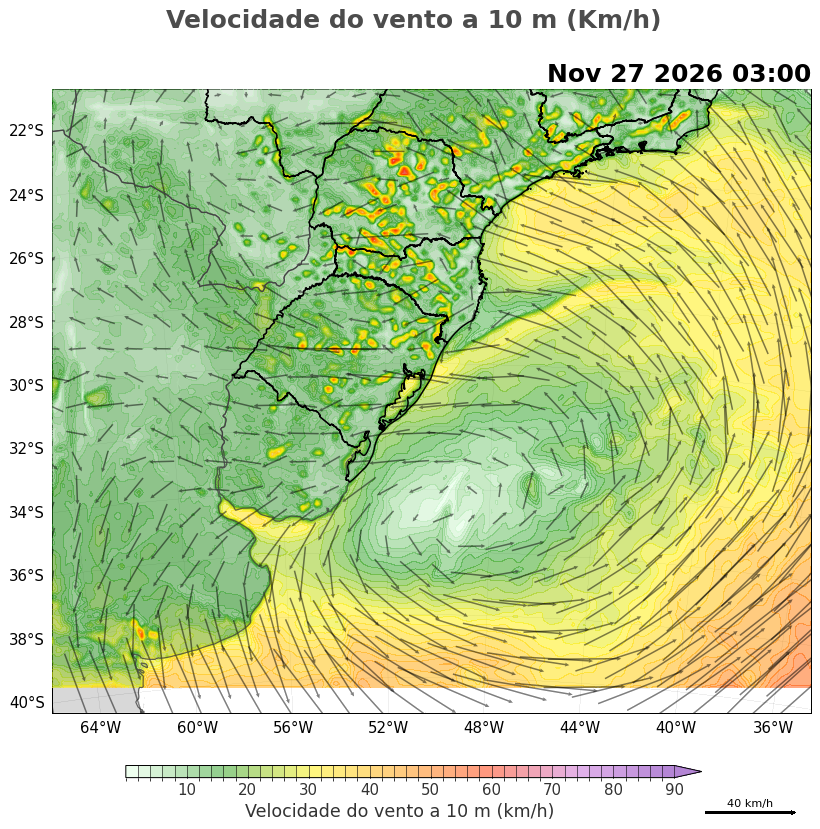 Velocidade do vento a 10 m (Km/h)
Nov 27 2026 03:00
22°S
24°S
26°S
28°S
30°S
32°S
34°S
36°S
38°S
40°S
64°W 60°W 56°W 52°W 48°W 44°W 40°W 36°W
10 20 30 40 50 60 70 80 90
Velocidade do vento a 10 m (km/h)
40 km/h